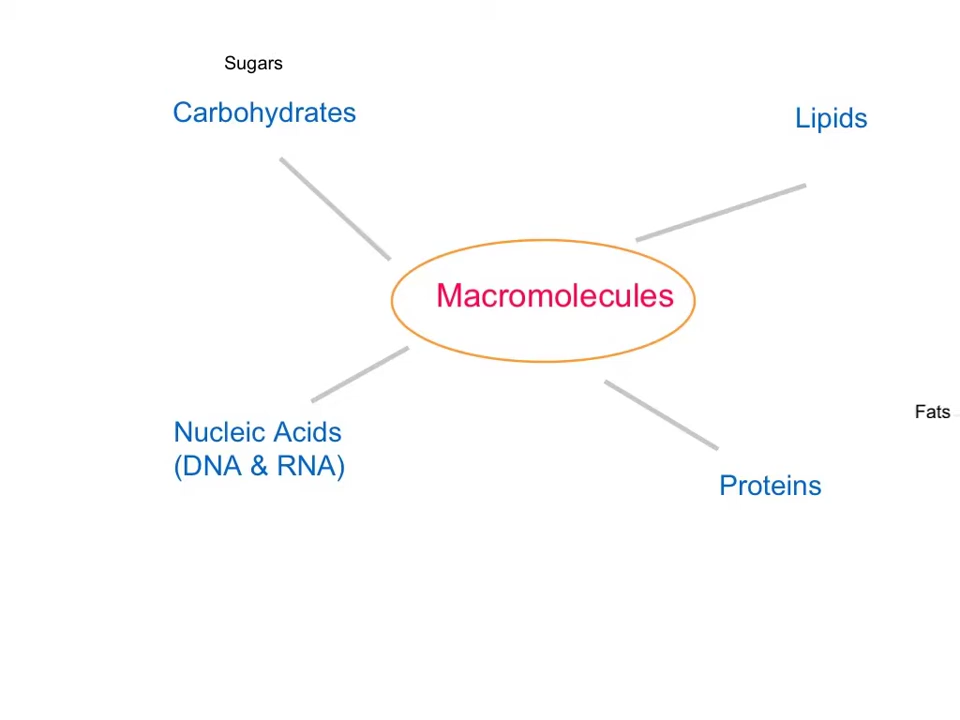 Sugars
Carbohydrates
Lipids
Macromolecules
Fats
Nucleic Acids
(DNA & RNA)
Proteins